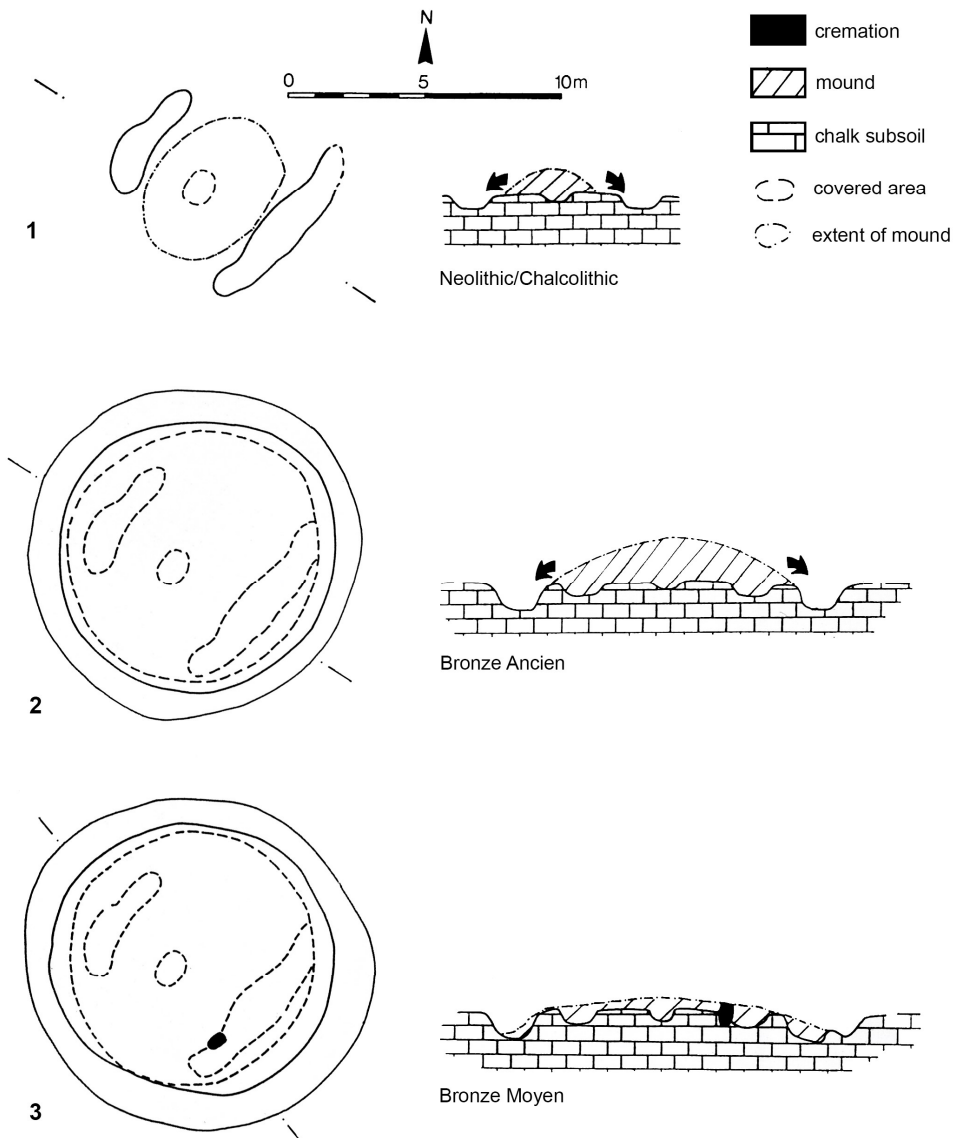 N
0 5 10m
cremation
mound
chalk subsoil
covered area
extent of mound
1
Neolithic/Chalcolithic
2
Bronze Ancien
3
Bronze Moyen